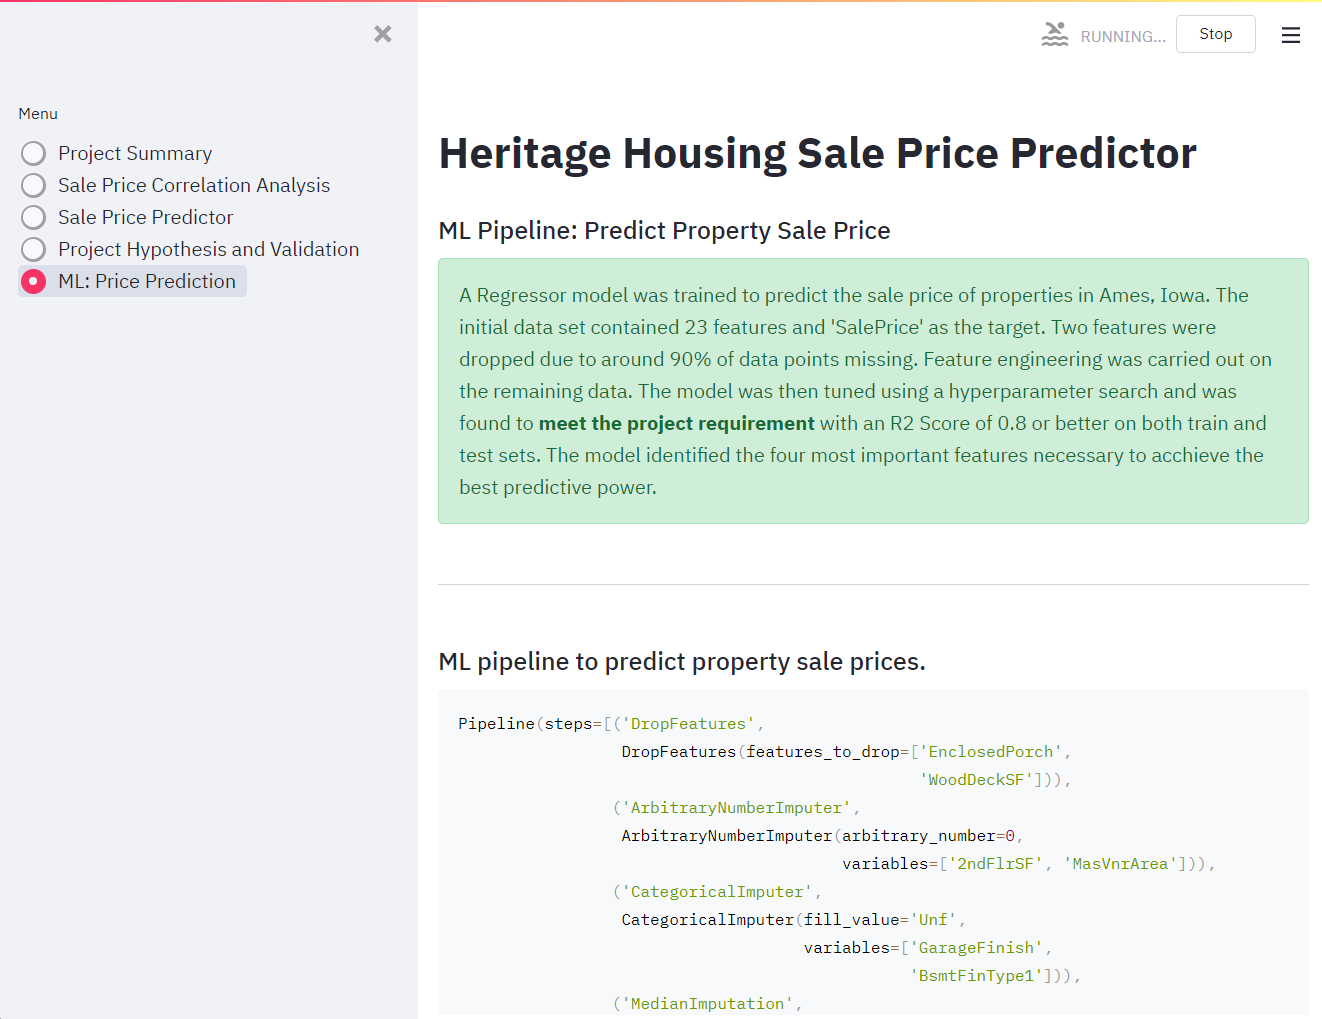 RUNNING...
Stop
Menu
Project Summary
Sale Price Correlation Analysis
Sale Price Predictor
Project Hypothesis and Validation
ML: Price Prediction
Heritage Housing Sale Price Predictor
ML Pipeline: Predict Property Sale Price
A Regressor model was trained to predict the sale price of properties in Ames, Iowa. The
initial data set contained 23 features and 'SalePrice' as the target. Two features were
dropped due to around 90% of data points missing. Feature engineering was carried out on
the remaining data. The model was then tuned using a hyperparameter search and was
found to meet the project requirement with an R2 Score of 0.8 or better on both train and
test sets. The model identified the four most important features necessary to acchieve the
best predictive power.
ML pipeline to predict property sale prices.
Pipeline(steps=[('DropFeatures',
DropFeatures(features_to_drop=['EnclosedPorch',
'WoodDeckSF'])),
('ArbitraryNumberImputer',
ArbitraryNumberImputer(arbitrary_number=0,
variables=['2ndFlrSF', 'MasVnrArea'])),
('CategoricalImputer',
CategoricalImputer(fill_value='Unf',
variables=['GarageFinish',
'BsmtFinType1'])),
('MedianImputation',